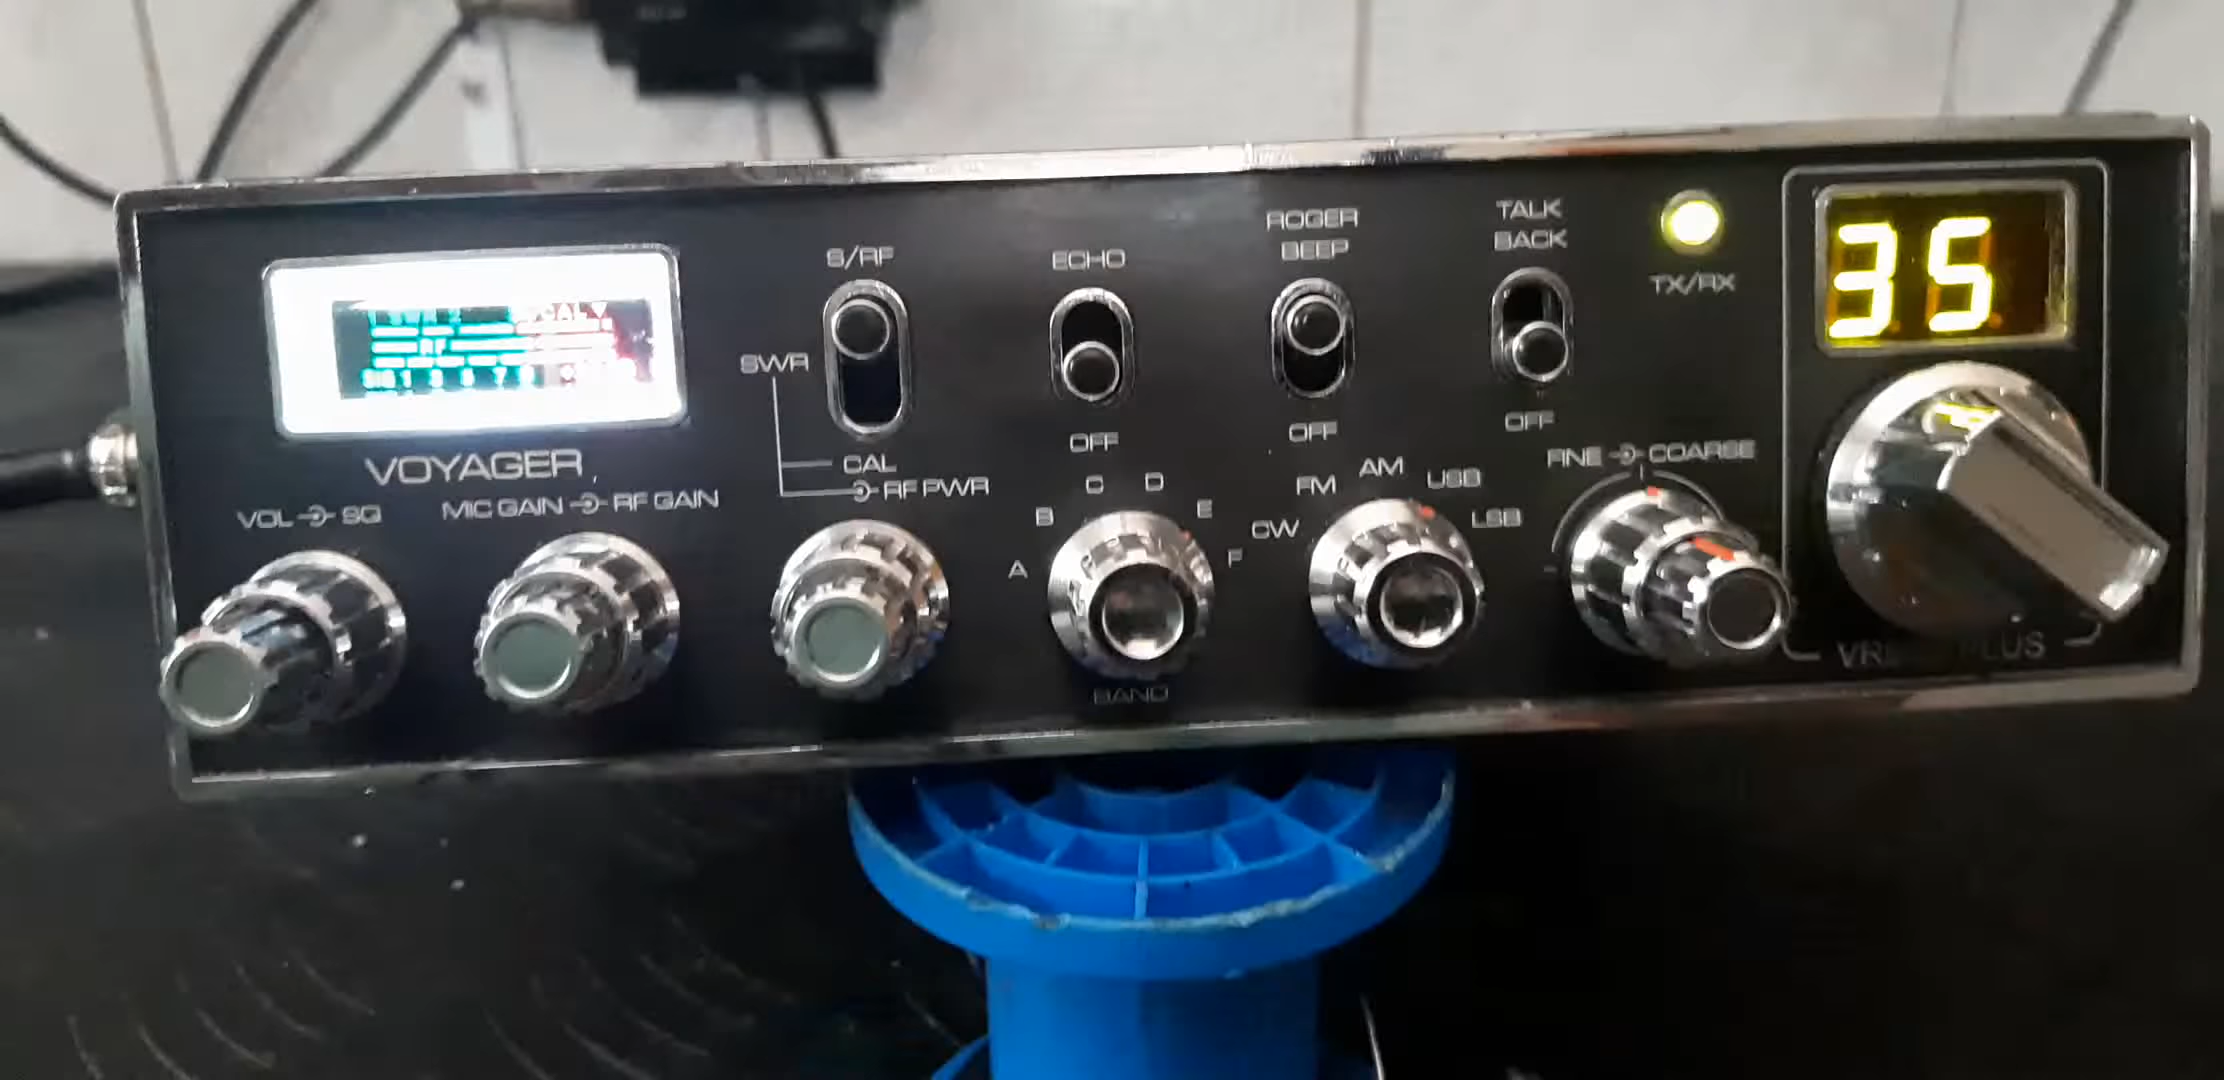 TALK
ROGER
BACK
BEEP
S/RF
ECHO
TX/RX
35
SWR
OFF
OFF
OFF
VOYAGER
CAL
RF PWR
VOL SQ
MIC GAIN RF GAIN
A
B
C
D
E
F
BAND
CW
FM
AM
USB
LSB
FINE COARSE
PLUS